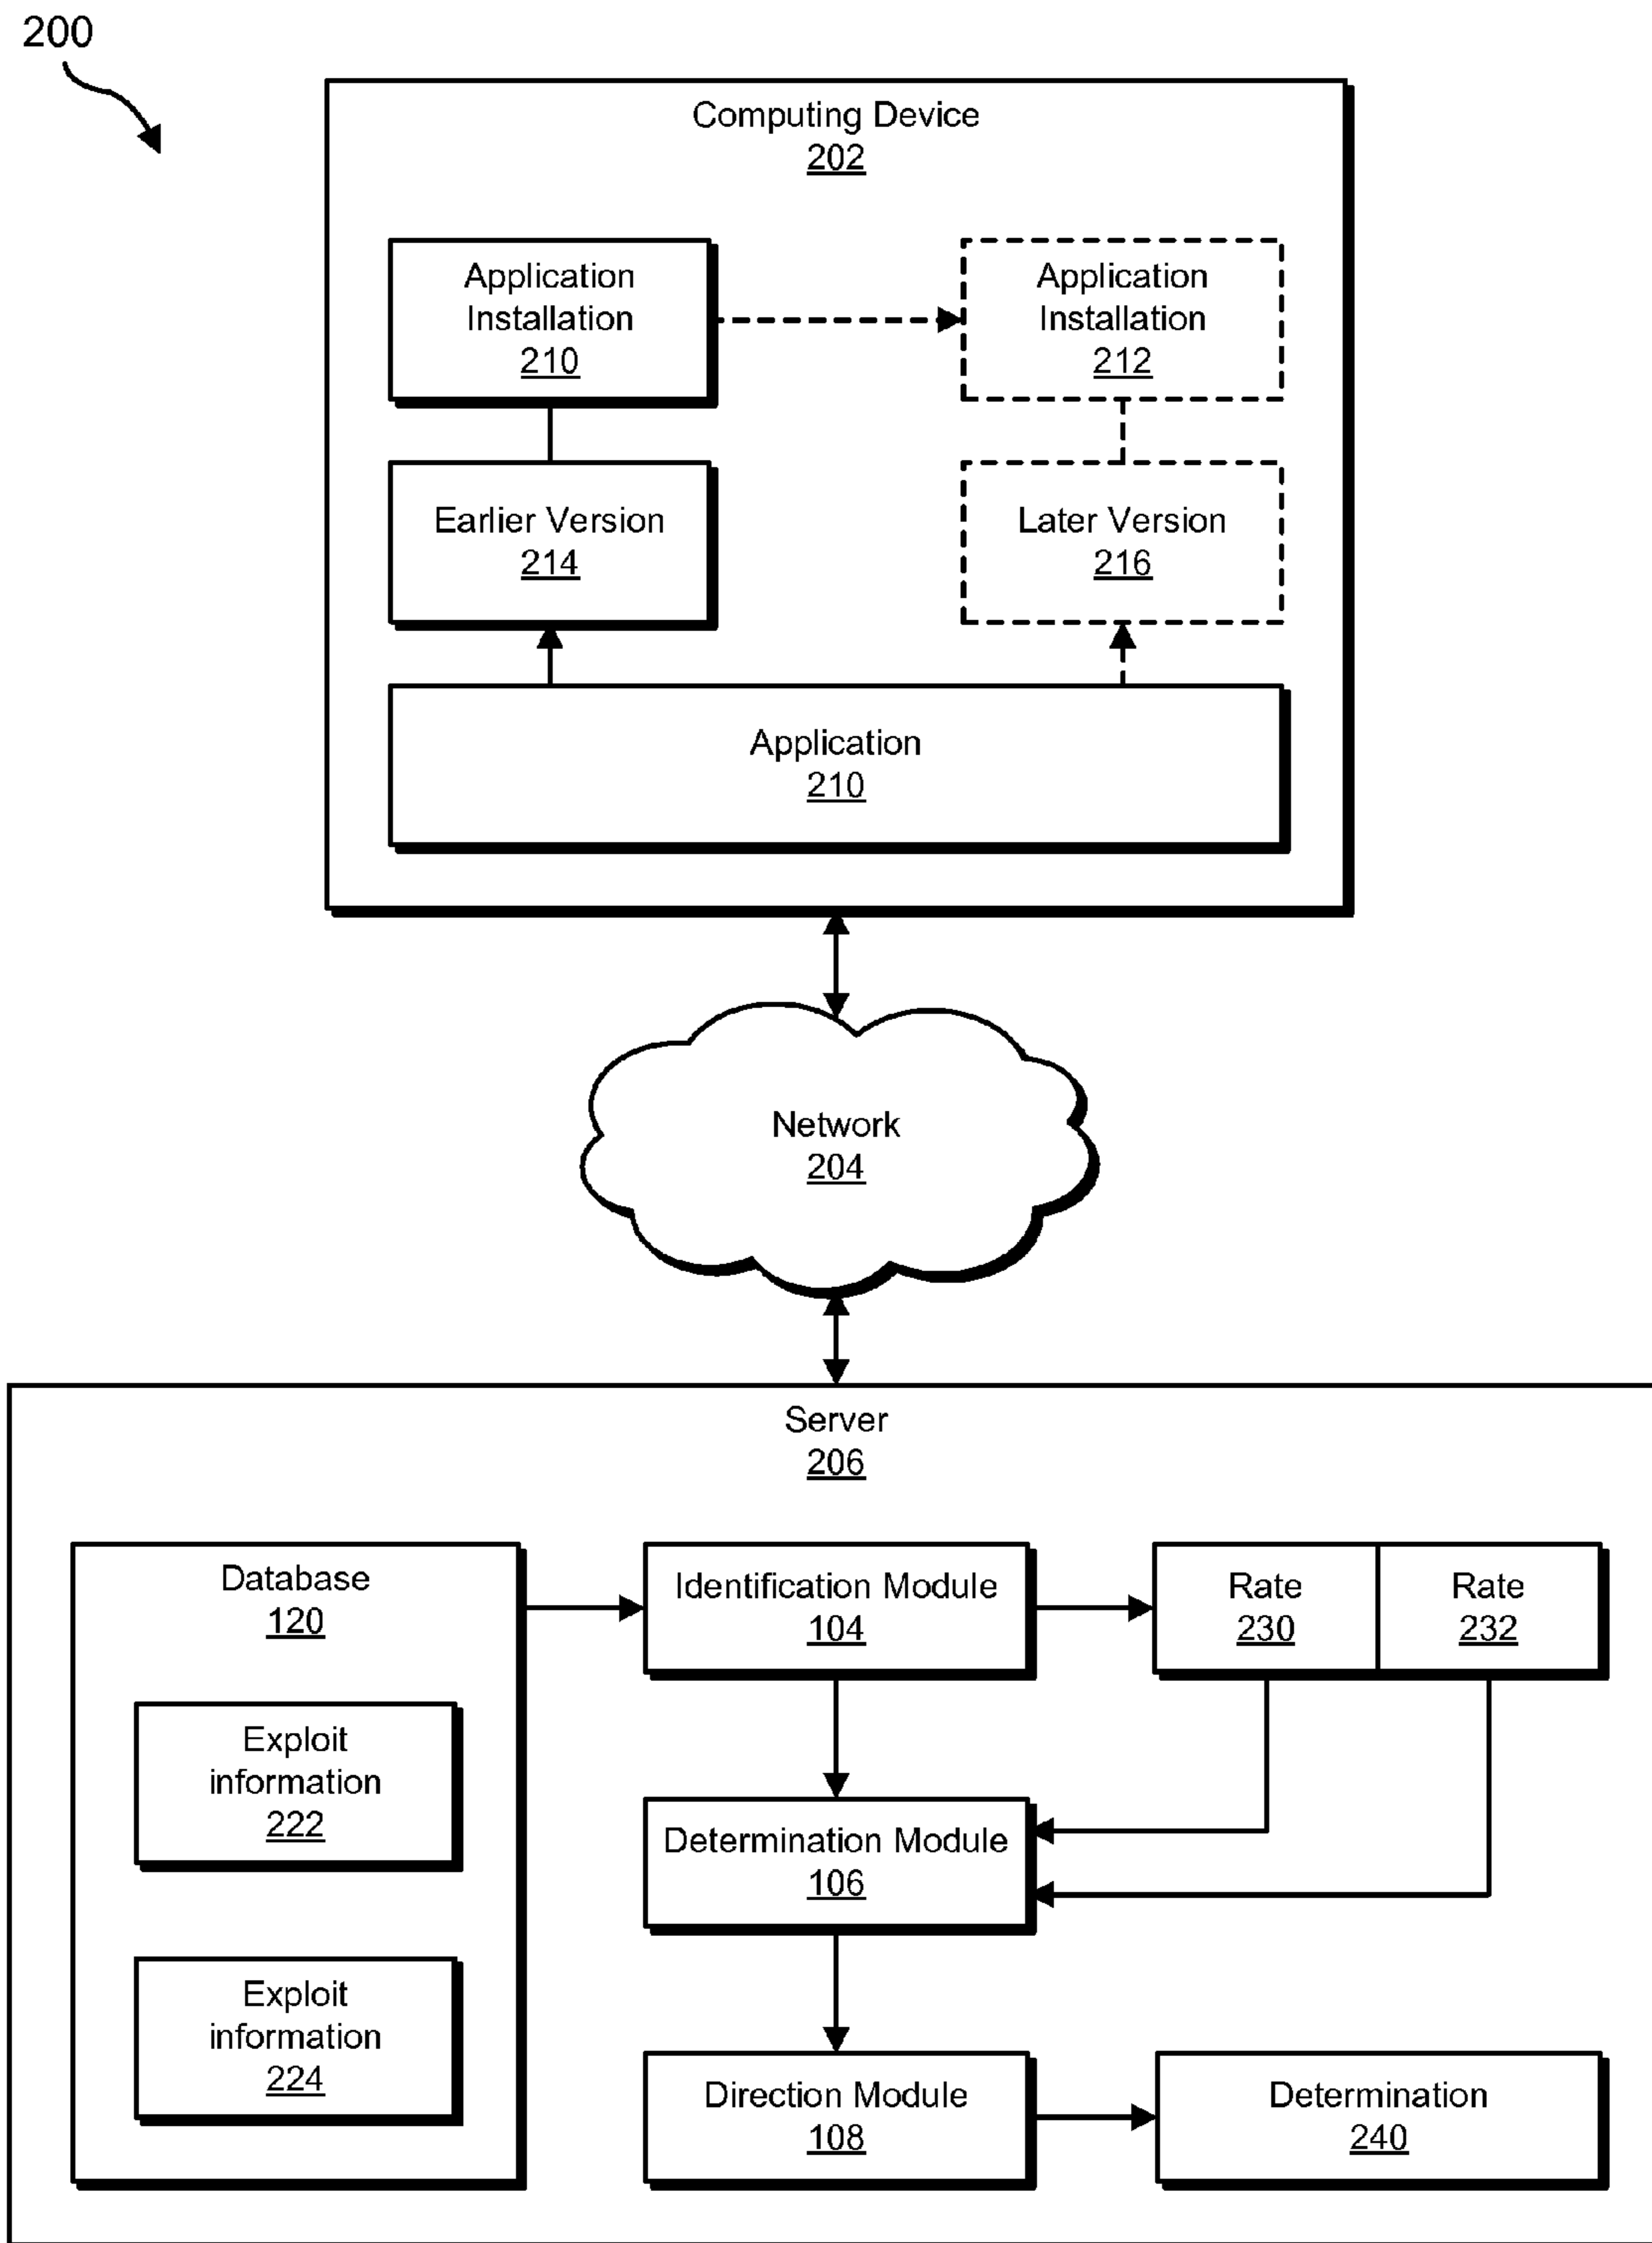 200
Computing Device
202
Application
Installation
210
Application
Installation
212
Earlier Version
214
Later Version
216
Application
210
Network
204
Server
206
Database
120
Exploit
information
222
Exploit
information
224
Identification Module
104
Rate
230
Rate
232
Determination Module
106
Direction Module
108
Determination
240